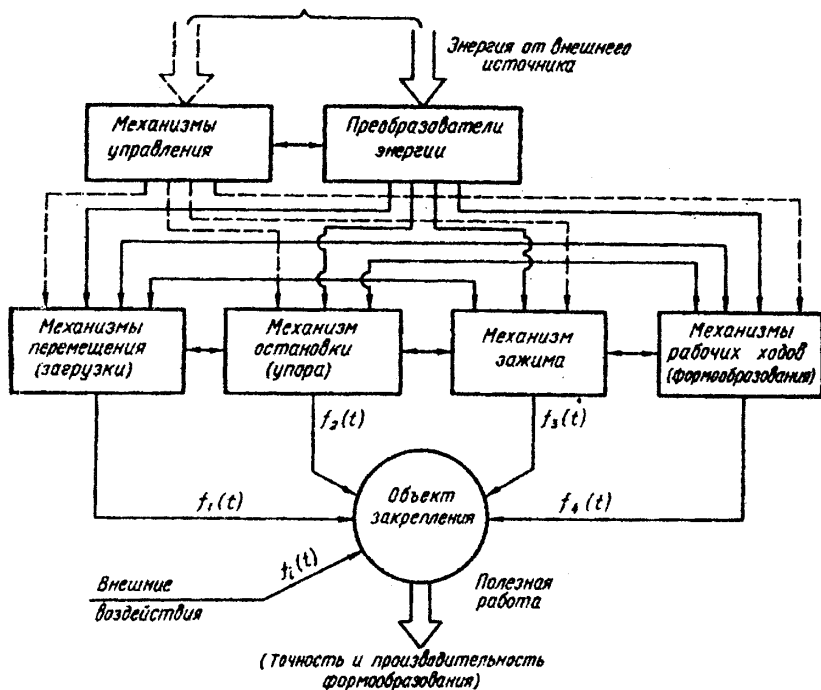 Энергия от внешнего
источника
Механизмы
управления
Преобразователи
энергии
Механизмы
перемещения
(загрузки)
Механизм
остановки
(упора)
Механизм
зажима
Механизмы
рабочих ходов
(формообразования)
f₂(t)
f₃(t)
f₁(t)
Объект
закрепления
f₄(t)
fᵢ(t)
Внешние
воздействия
Полезная
работа
(точность и производительность
формообразования)